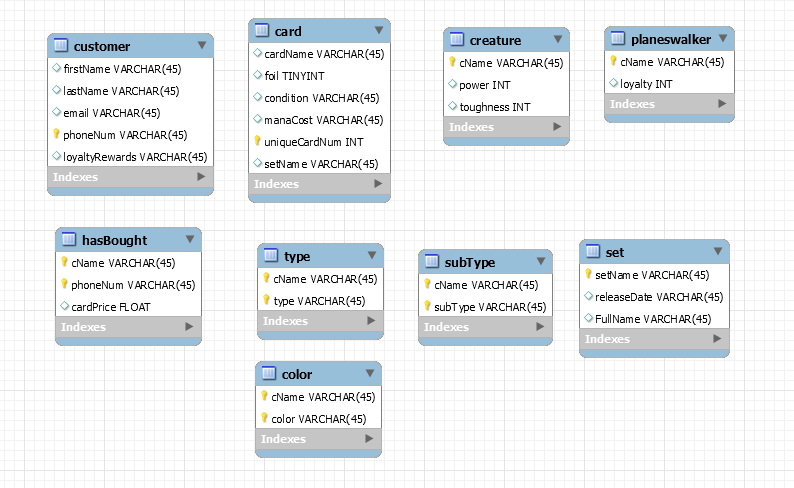 customer
firstName VARCHAR(45)
lastName VARCHAR(45)
email VARCHAR(45)
phoneNum VARCHAR(45)
loyaltyRewards VARCHAR(45)
Indexes
card
cardName VARCHAR(45)
foil TINYINT
condition VARCHAR(45)
manaCost VARCHAR(45)
uniqueCardNum INT
setName VARCHAR(45)
Indexes
creature
cName VARCHAR(45)
power INT
toughness INT
Indexes
planeswalker
cName VARCHAR(45)
loyalty INT
Indexes
hasBought
cName VARCHAR(45)
phoneNum VARCHAR(45)
cardPrice FLOAT
Indexes
type
cName VARCHAR(45)
type VARCHAR(45)
Indexes
subType
cName VARCHAR(45)
subType VARCHAR(45)
Indexes
set
setName VARCHAR(45)
releaseDate VARCHAR(45)
FullName VARCHAR(45)
Indexes
color
cName VARCHAR(45)
color VARCHAR(45)
Indexes